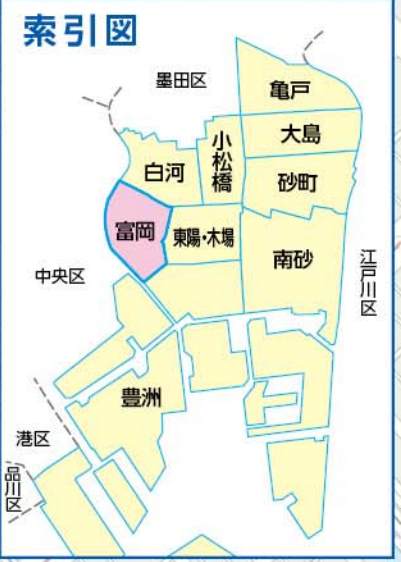 索引図
墨田区
亀戸
大島
小松橋
白河
砂町
富岡
東陽・木場
南砂
江戸川区
中央区
豊洲
港区
品川区